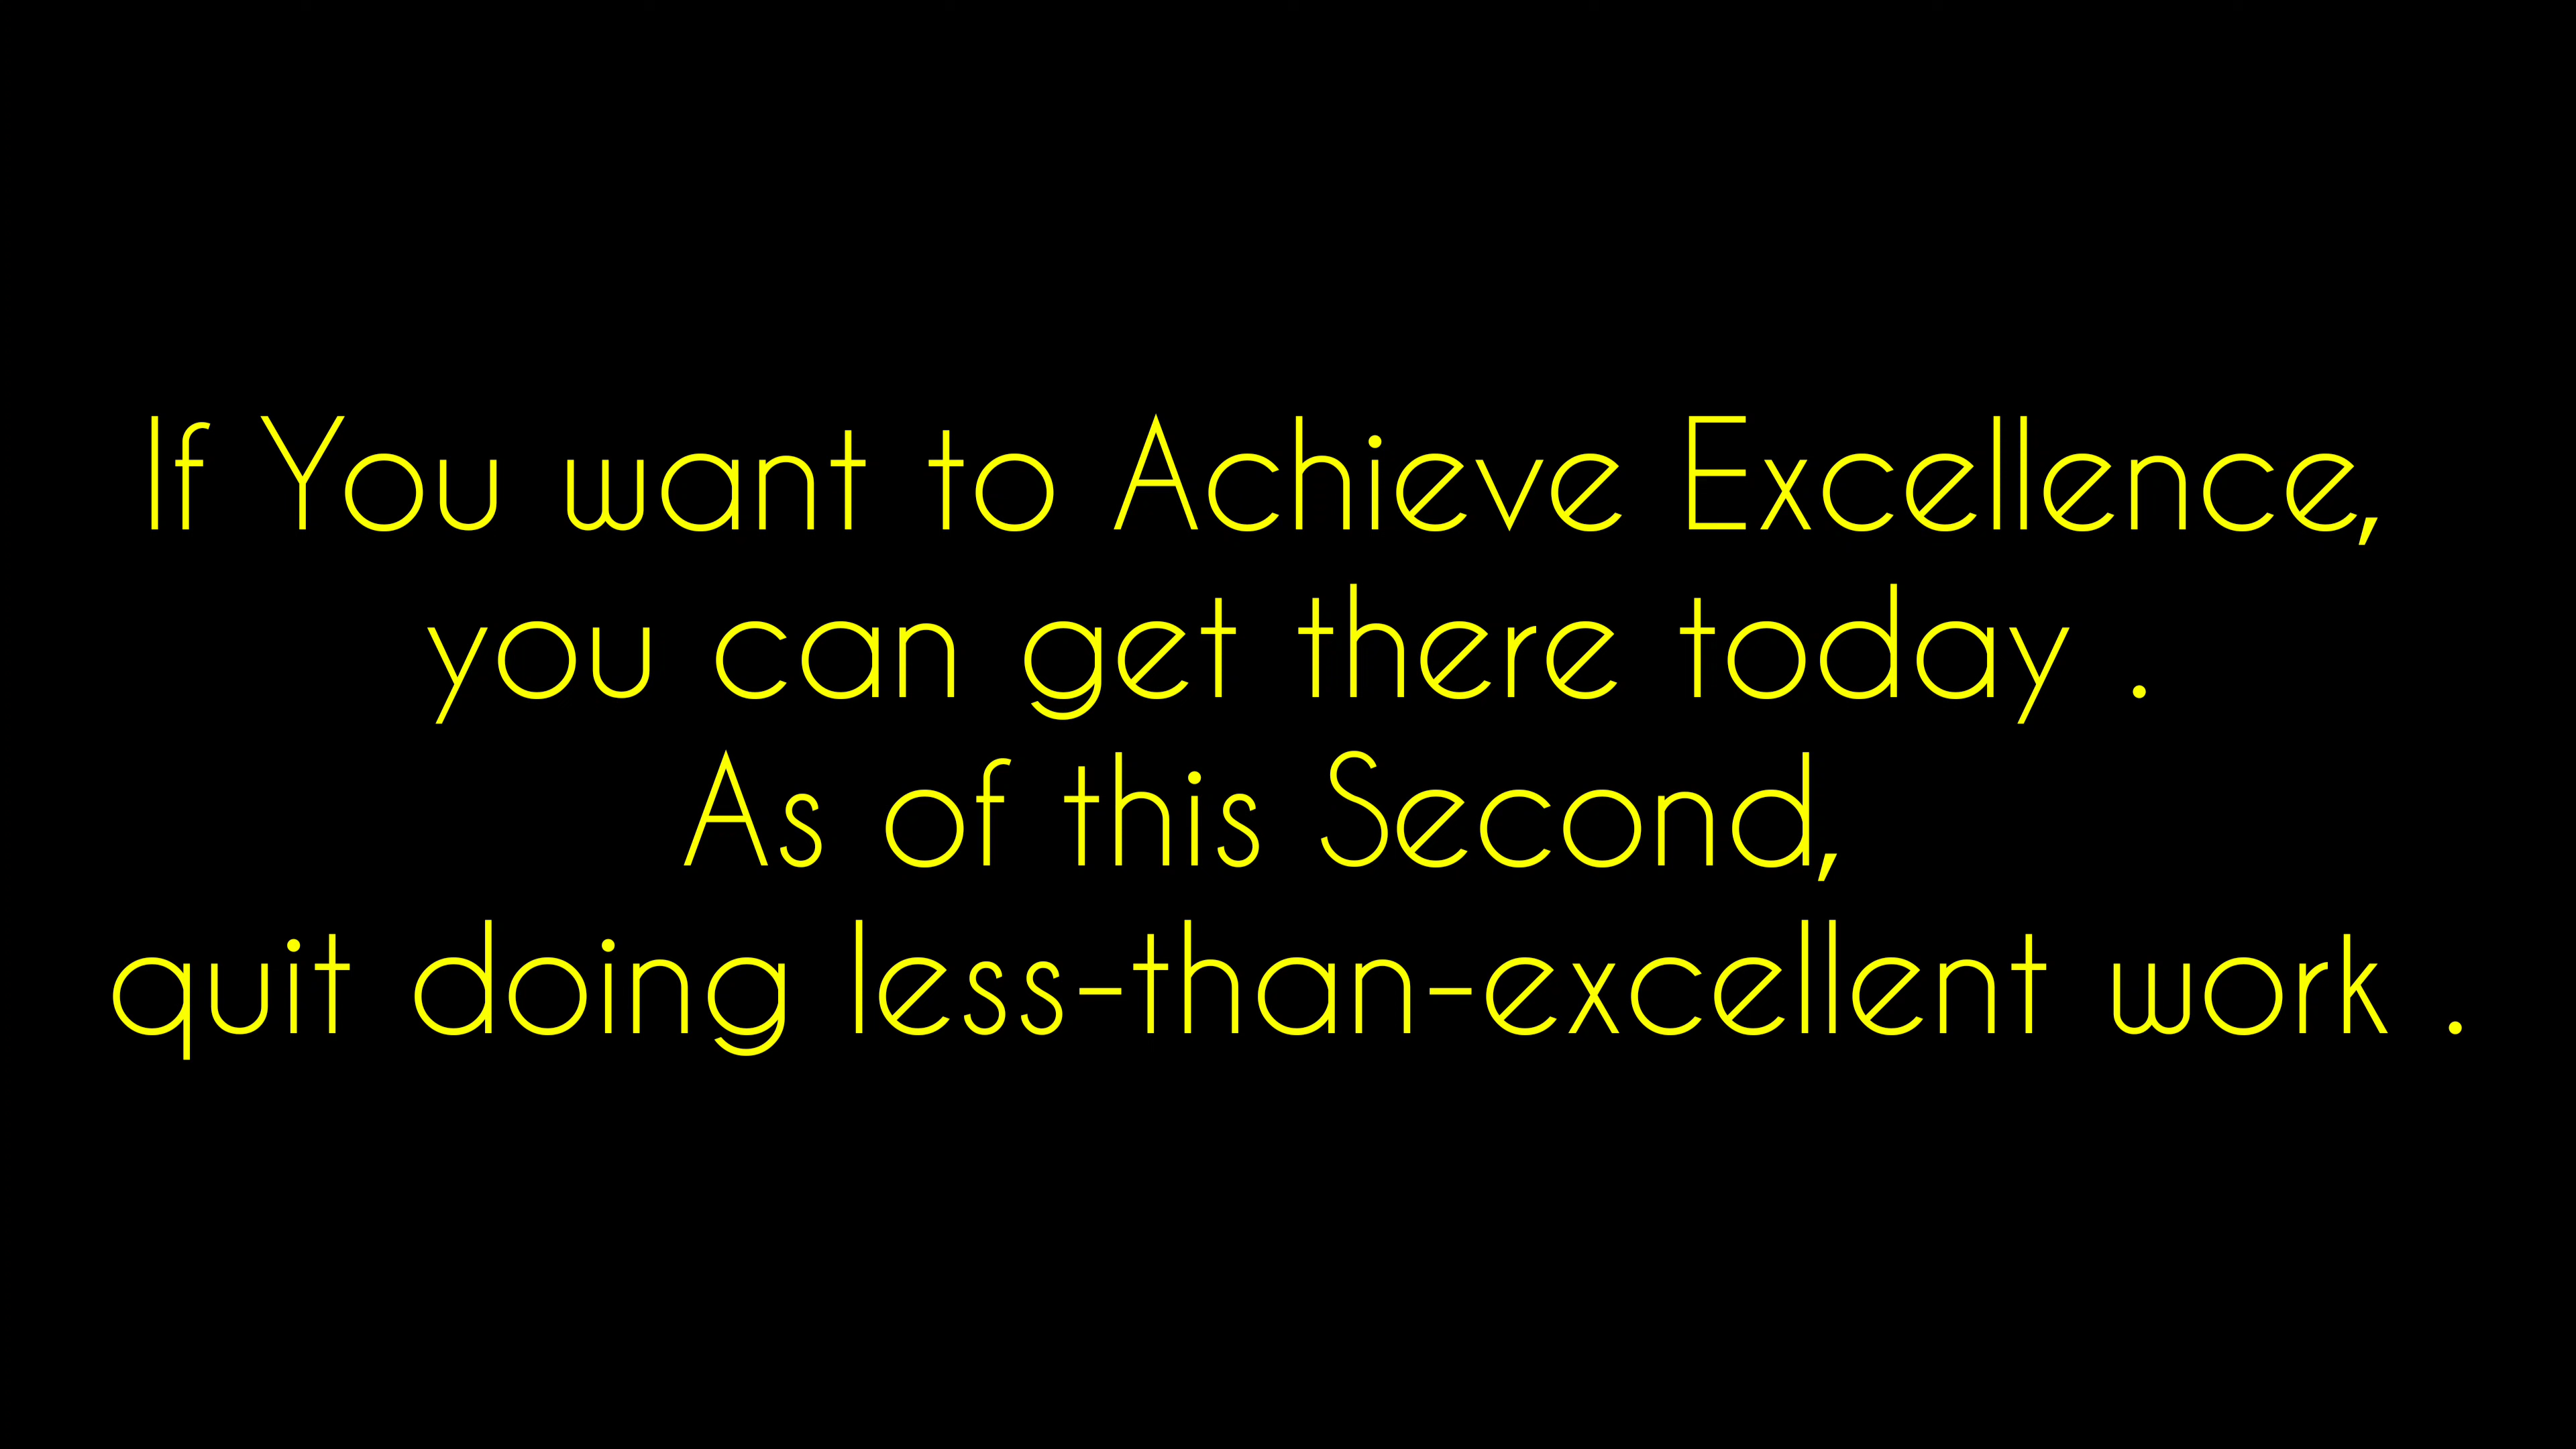 If You want to Achieve Excellence,
you can get there today .
As of this Second,
quit doing less-than-excellent work .